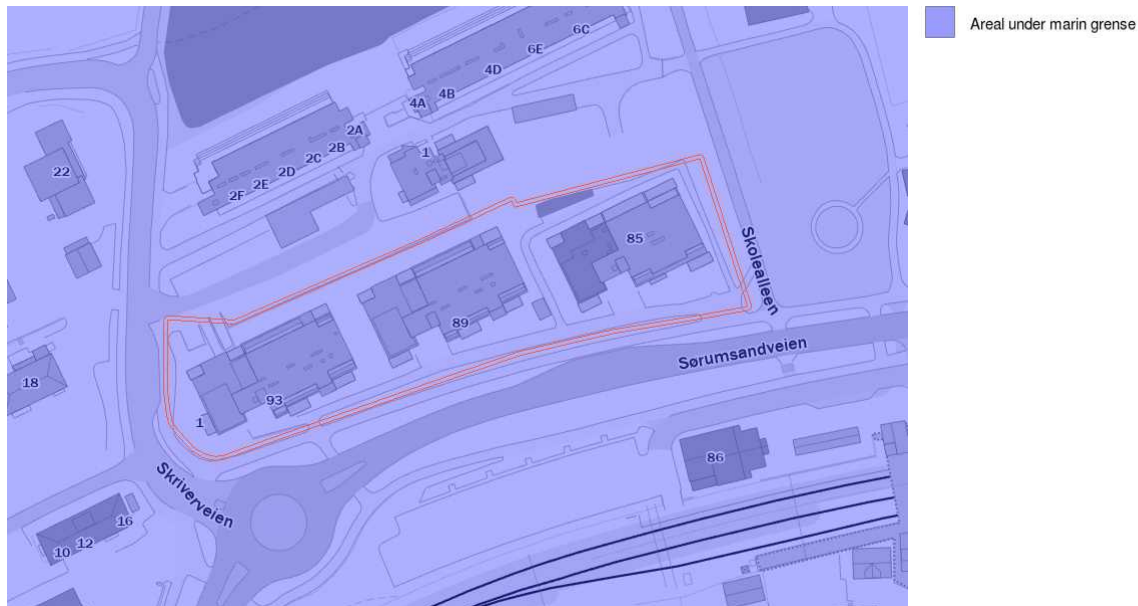 Areal under marin grense
6C
6E
4D
4B
4A
2A
2B
2C
2D
2E
2F
1
22
85
Skolealleen
89
Sørumsandveien
18
93
1
86
Skriverveien
16
12
10